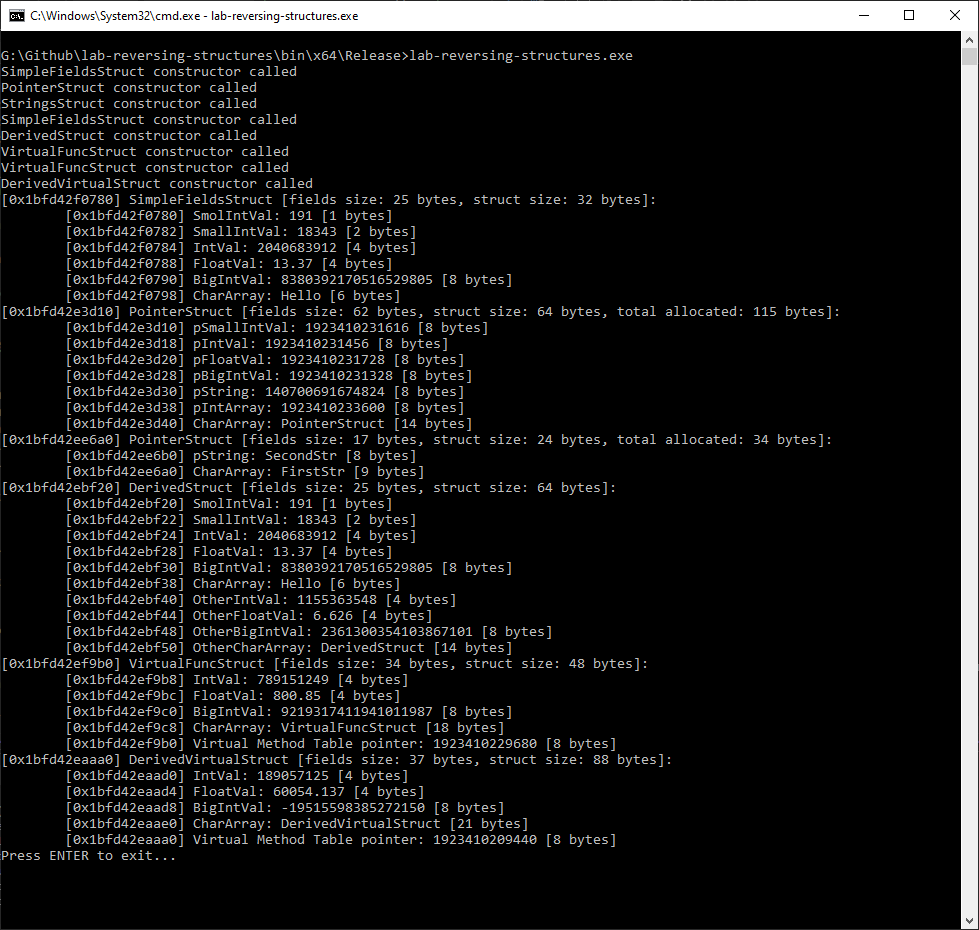 C:\Windows\System32\cmd.exe - lab-reversing-structures.exe
G:\Github\lab-reversing-structures\bin\x64\Release>lab-reversing-structures.exe
SimpleFieldsStruct constructor called
PointerStruct constructor called
StringsStruct constructor called
SimpleFieldsStruct constructor called
DerivedStruct constructor called
VirtualFuncStruct constructor called
VirtualFuncStruct constructor called
DerivedVirtualStruct constructor called
[0x1bfd42f0780] SimpleFieldsStruct [fields size: 25 bytes, struct size: 32 bytes]:
        [0x1bfd42f0780] SmolIntVal: 191 [1 bytes]
        [0x1bfd42f0782] SmallIntVal: 18343 [2 bytes]
        [0x1bfd42f0784] IntVal: 2040683912 [4 bytes]
        [0x1bfd42f0788] FloatVal: 13.37 [4 bytes]
        [0x1bfd42f0790] BigIntVal: 8380392170516529805 [8 bytes]
        [0x1bfd42f0798] CharArray: Hello [6 bytes]
[0x1bfd42e3d10] PointerStruct [fields size: 62 bytes, struct size: 64 bytes, total allocated: 115 bytes]:
        [0x1bfd42e3d10] pSmallIntVal: 1923410231616 [8 bytes]
        [0x1bfd42e3d18] pIntVal: 1923410231456 [8 bytes]
        [0x1bfd42e3d20] pFloatVal: 1923410231728 [8 bytes]
        [0x1bfd42e3d28] pBigIntVal: 1923410231328 [8 bytes]
        [0x1bfd42e3d30] pString: 140700691674824 [8 bytes]
        [0x1bfd42e3d38] pIntArray: 1923410233600 [8 bytes]
        [0x1bfd42e3d40] CharArray: PointerStruct [14 bytes]
[0x1bfd42ee6a0] PointerStruct [fields size: 17 bytes, struct size: 24 bytes, total allocated: 34 bytes]:
        [0x1bfd42ee6b0] pString: SecondStr [8 bytes]
        [0x1bfd42ee6a0] CharArray: FirstStr [9 bytes]
[0x1bfd42ebf20] DerivedStruct [fields size: 25 bytes, struct size: 64 bytes]:
        [0x1bfd42ebf20] SmolIntVal: 191 [1 bytes]
        [0x1bfd42ebf22] SmallIntVal: 18343 [2 bytes]
        [0x1bfd42ebf24] IntVal: 2040683912 [4 bytes]
        [0x1bfd42ebf28] FloatVal: 13.37 [4 bytes]
        [0x1bfd42ebf30] BigIntVal: 8380392170516529805 [8 bytes]
        [0x1bfd42ebf38] CharArray: Hello [6 bytes]
        [0x1bfd42ebf40] OtherIntVal: 1155363548 [4 bytes]
        [0x1bfd42ebf44] OtherFloatVal: 6.626 [4 bytes]
        [0x1bfd42ebf48] OtherBigIntVal: 2361300354103867101 [8 bytes]
        [0x1bfd42ebf50] OtherCharArray: DerivedStruct [14 bytes]
[0x1bfd42ef9b0] VirtualFuncStruct [fields size: 34 bytes, struct size: 48 bytes]:
        [0x1bfd42ef9b8] IntVal: 789151249 [4 bytes]
        [0x1bfd42ef9bc] FloatVal: 800.85 [4 bytes]
        [0x1bfd42ef9c0] BigIntVal: 9219317411941011987 [8 bytes]
        [0x1bfd42ef9c8] CharArray: VirtualFuncStruct [18 bytes]
        [0x1bfd42ef9b0] Virtual Method Table pointer: 1923410229680 [8 bytes]
[0x1bfd42eaaa0] DerivedVirtualStruct [fields size: 37 bytes, struct size: 88 bytes]:
        [0x1bfd42eaad0] IntVal: 189057125 [4 bytes]
        [0x1bfd42eaad4] FloatVal: 60054.137 [4 bytes]
        [0x1bfd42eaad8] BigIntVal: -19515598385272150 [8 bytes]
        [0x1bfd42eaae0] CharArray: DerivedVirtualStruct [21 bytes]
        [0x1bfd42eaaa0] Virtual Method Table pointer: 1923410209440 [8 bytes]
Press ENTER to exit...